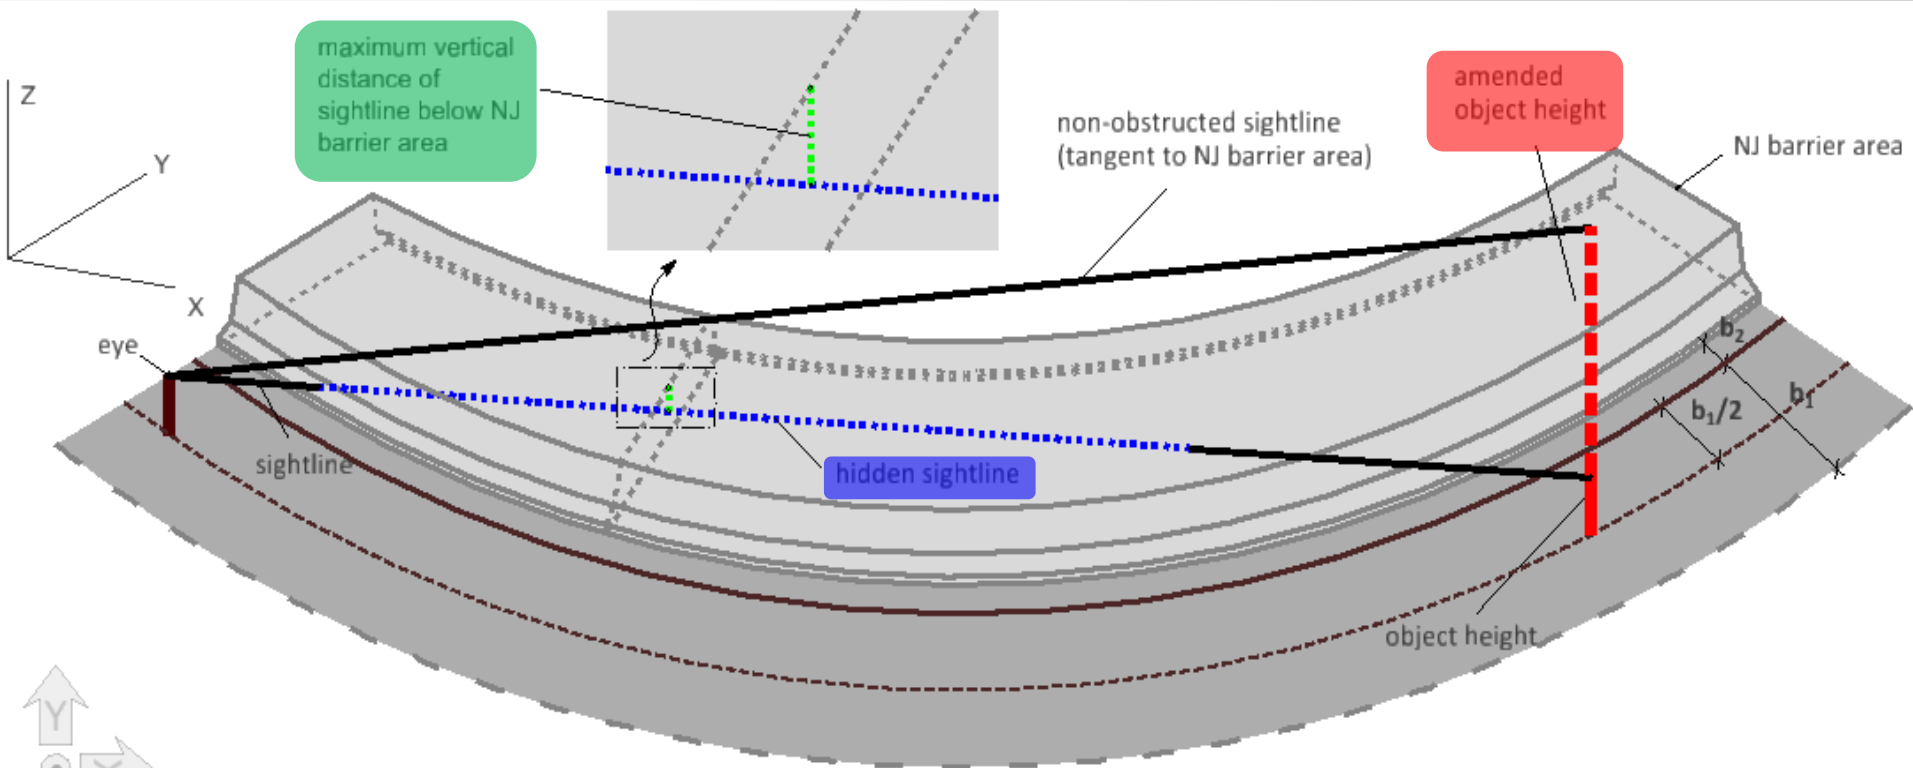 maximum vertical
distance of
sightline below NJ
barrier area
amended
object height
non-obstructed sightline
(tangent to NJ barrier area)
NJ barrier area
Z
Y
X
eye
sightline
hidden sightline
b₂
b₁
b₁/2
object height
Y
X